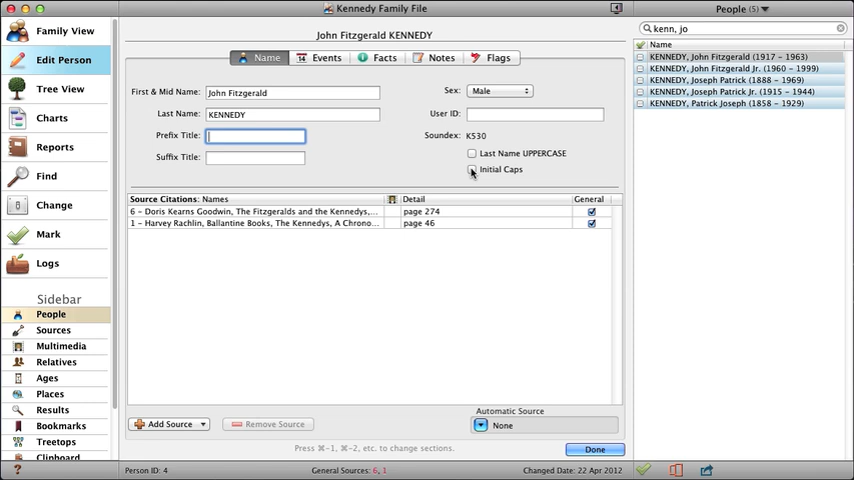 Kennedy Family File
People (5)
Family View
Edit Person
Tree View
Charts
Reports
Find
Change
Mark
Logs
Sidebar
People
Sources
Multimedia
Relatives
Ages
Places
Results
Bookmarks
Treetops
Clipboard
John Fitzgerald KENNEDY
Name
14 Events
Facts
Notes
Flags
First & Mid Name: John Fitzgerald
Last Name: KENNEDY
Prefix Title:
Suffix Title:
Sex: Male
User ID:
Soundex: K530
Last Name UPPERCASE
Initial Caps
Source Citations: Names Detail General
6 - Doris Kearns Goodwin, The Fitzgeralds and the Kennedys,... page 274
1 - Harvey Rachlin, Ballantine Books, The Kennedys, A Chrono... page 46
Add Source
Remove Source
Automatic Source
None
Press ⌘-1, ⌘-2, etc. to change sections.
Done
? Person ID: 4 General Sources: 6, 1 Changed Date: 22 Apr 2012
kenn, jo
Name
KENNEDY, John Fitzgerald (1917 - 1963)
KENNEDY, John Fitzgerald Jr. (1960 - 1999)
KENNEDY, Joseph Patrick (1888 - 1969)
KENNEDY, Joseph Patrick Jr. (1915 - 1944)
KENNEDY, Patrick Joseph (1858 - 1929)